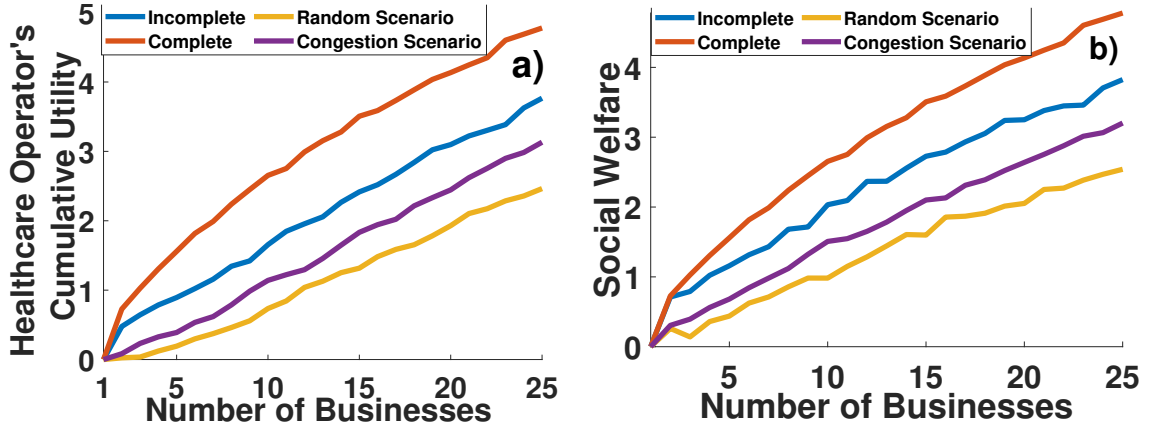 Incomplete
Random Scenario
Complete
Congestion Scenario
a)
Healthcare Operator's
Cumulative Utility
5
4
3
2
1
0
1
5
10
15
20
25
Number of Businesses
Incomplete
Random Scenario
Complete
Congestion Scenario
b)
Social Welfare
4
3
2
1
0
5
10
15
20
25
Number of Businesses